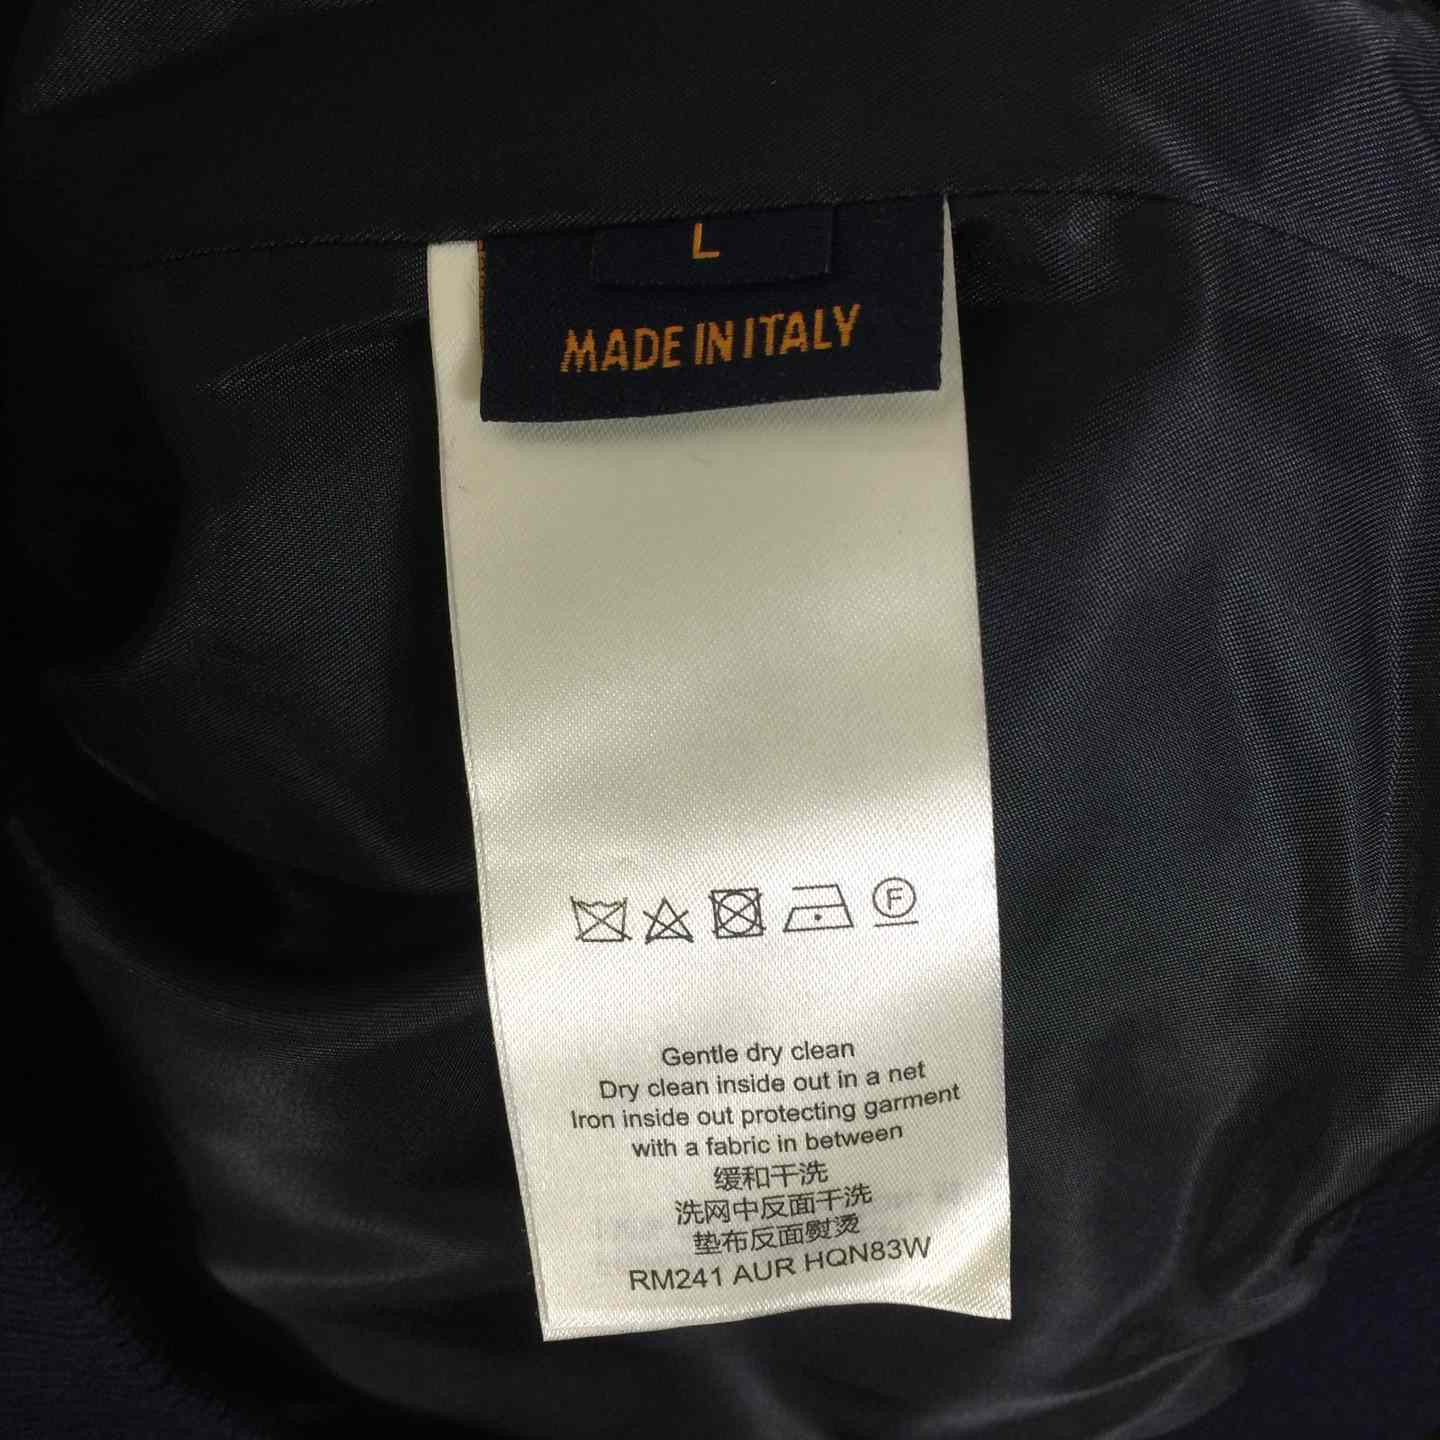 L
MADE IN ITALY
F
Gentle dry clean
Dry clean inside out in a net
Iron inside out protecting garment
with a fabric in between
缓和干洗
洗网中反面干洗
垫布反面熨烫
RM241 AUR HQN83W